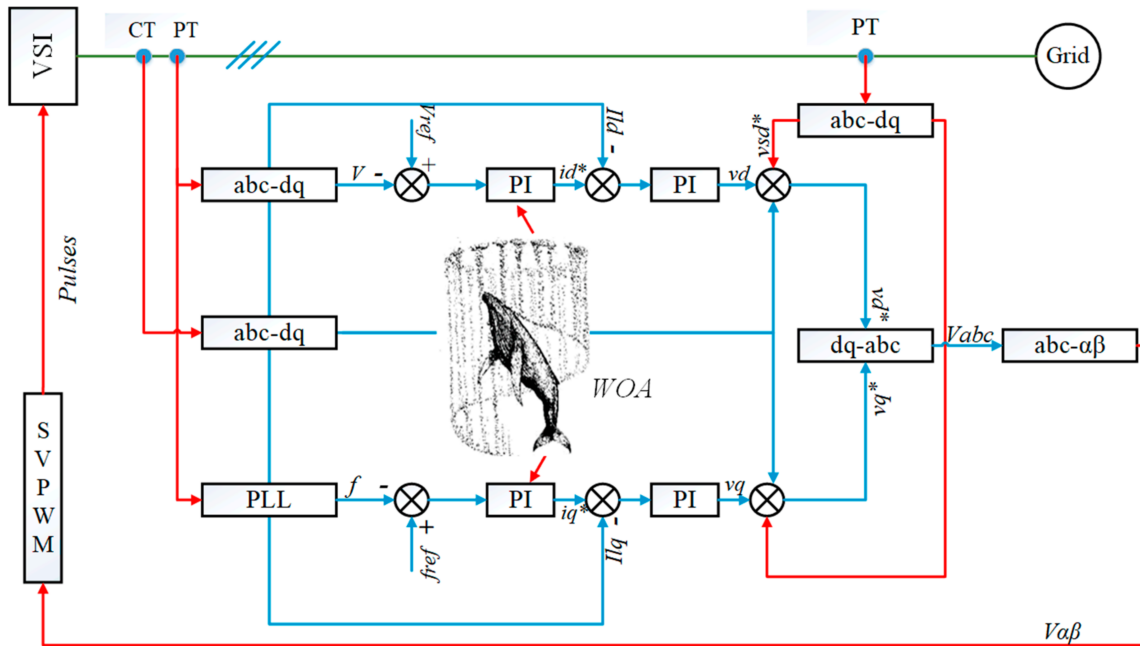 VSI
CT
PT
PT
Grid
abc-dq
vsd*
Ild
-
Vref
+
abc-dq
V
-
PI
id*
PI
vd
Pulses
abc-dq
vd*
dq-abc
Vabc
abc-αβ
WOA
vq*
SVPWM
PLL
f
-
PI
iq*
-
PI
vq
+
fref
Ilq
Vαβ